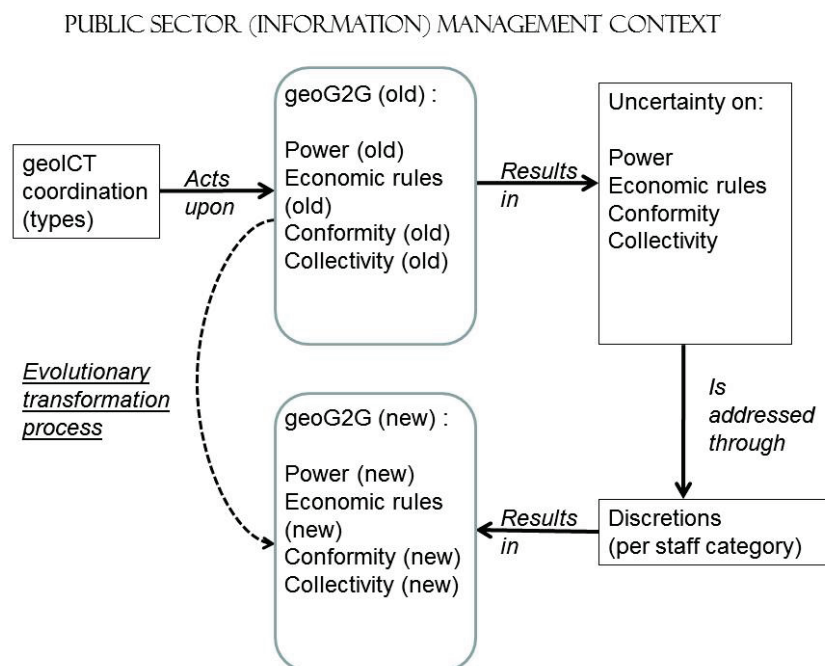 PUBLIC SECTOR (INFORMATION) MANAGEMENT CONTEXT
geoICT
coordination
(types)
Acts
upon
geoG2G (old) :
Power (old)
Economic rules
(old)
Conformity (old)
Collectivity (old)
Results
in
Uncertainty on:
Power
Economic rules
Conformity
Collectivity
Is
addressed
through
Discretions
(per staff category)
Results
in
geoG2G (new) :
Power (new)
Economic rules
(new)
Conformity (new)
Collectivity (new)
Evolutionary
transformation
process